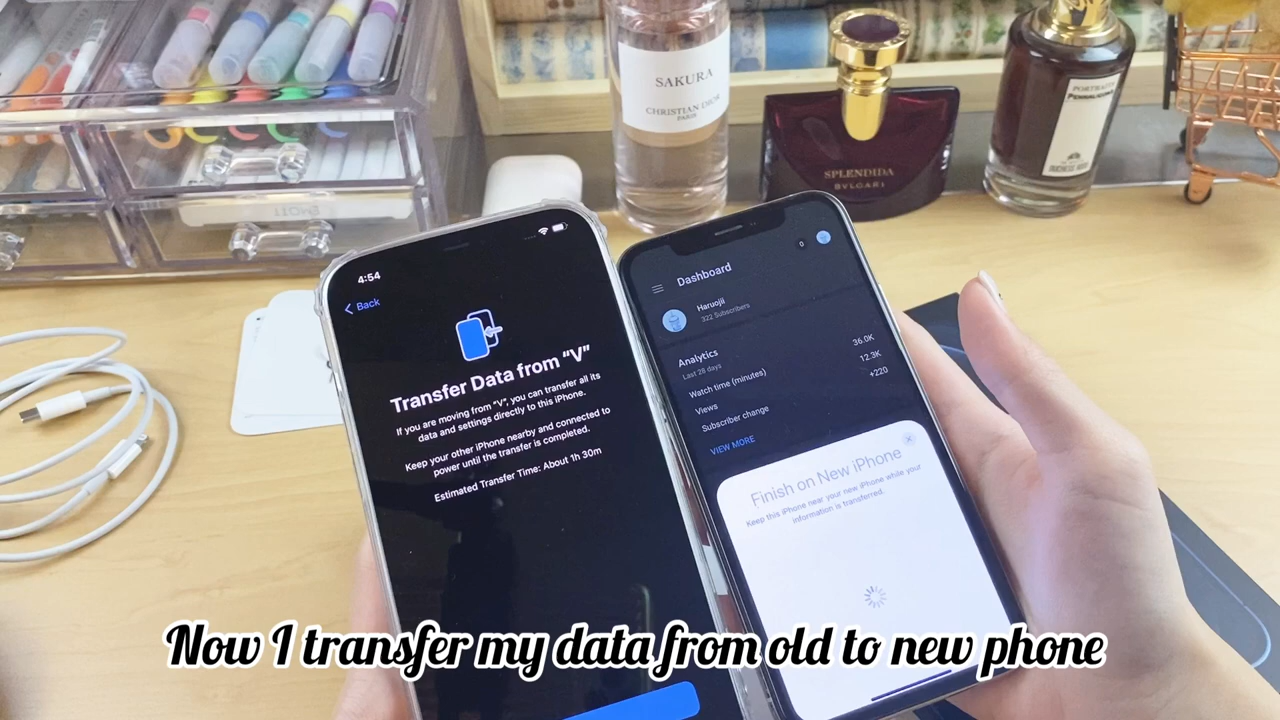 SAKURA
CHRISTIAN DIOR
PARIS
SPLENDIDA
BVLGARI
PORTRAITS
PENHALIGON'S
4:54
Back
Transfer Data from “V”
If you are moving from “V”, you can transfer all its
data and settings directly to this iPhone.
Keep your other iPhone nearby and connected to
power until the transfer is completed.
Estimated Transfer Time: About 1h 30m
0
Dashboard
Haruojii
322 Subscribers
Analytics
Last 28 days
Watch time (minutes) 36.0K
Views 12.3K
Subscriber change +220
VIEW MORE
Finish on New iPhone
Keep this iPhone near your new iPhone while your
information is transferred.
Now I transfer my data from old to new phone